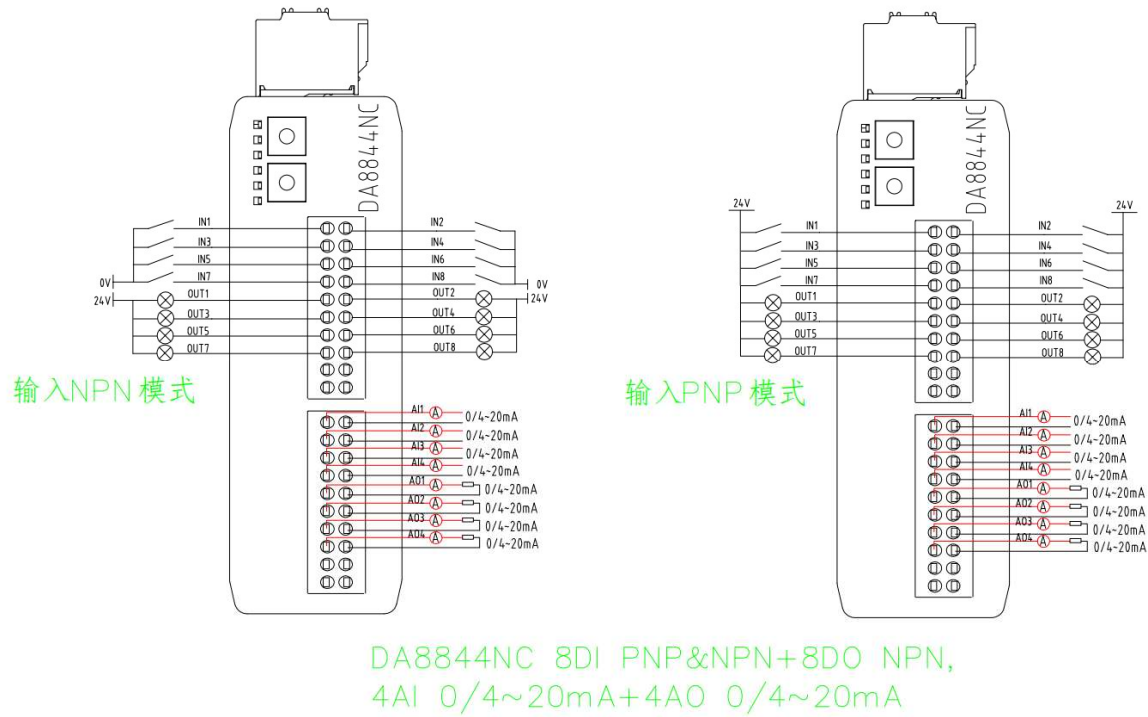 DA8844NC
IN1 IN2
IN3 IN4
IN5 IN6
IN7 IN8
0V 0V
24V OUT1 OUT2 24V
OUT3 OUT4
OUT5 OUT6
OUT7 OUT8
输入NPN模式
AI1 0/4~20mA
AI2 0/4~20mA
AI3 0/4~20mA
AI4 0/4~20mA
AO1 0/4~20mA
AO2 0/4~20mA
AO3 0/4~20mA
AO4 0/4~20mA
A
A
A
A
A
A
A
A
DA8844NC
24V 24V
IN1 IN2
IN3 IN4
IN5 IN6
IN7 IN8
OUT1 OUT2
OUT3 OUT4
OUT5 OUT6
OUT7 OUT8
输入PNP模式
AI1 0/4~20mA
AI2 0/4~20mA
AI3 0/4~20mA
AI4 0/4~20mA
AO1 0/4~20mA
AO2 0/4~20mA
AO3 0/4~20mA
AO4 0/4~20mA
A
A
A
A
A
A
A
A
DA8844NC 8DI PNP&NPN+8DO NPN,
4AI 0/4~20mA+4AO 0/4~20mA